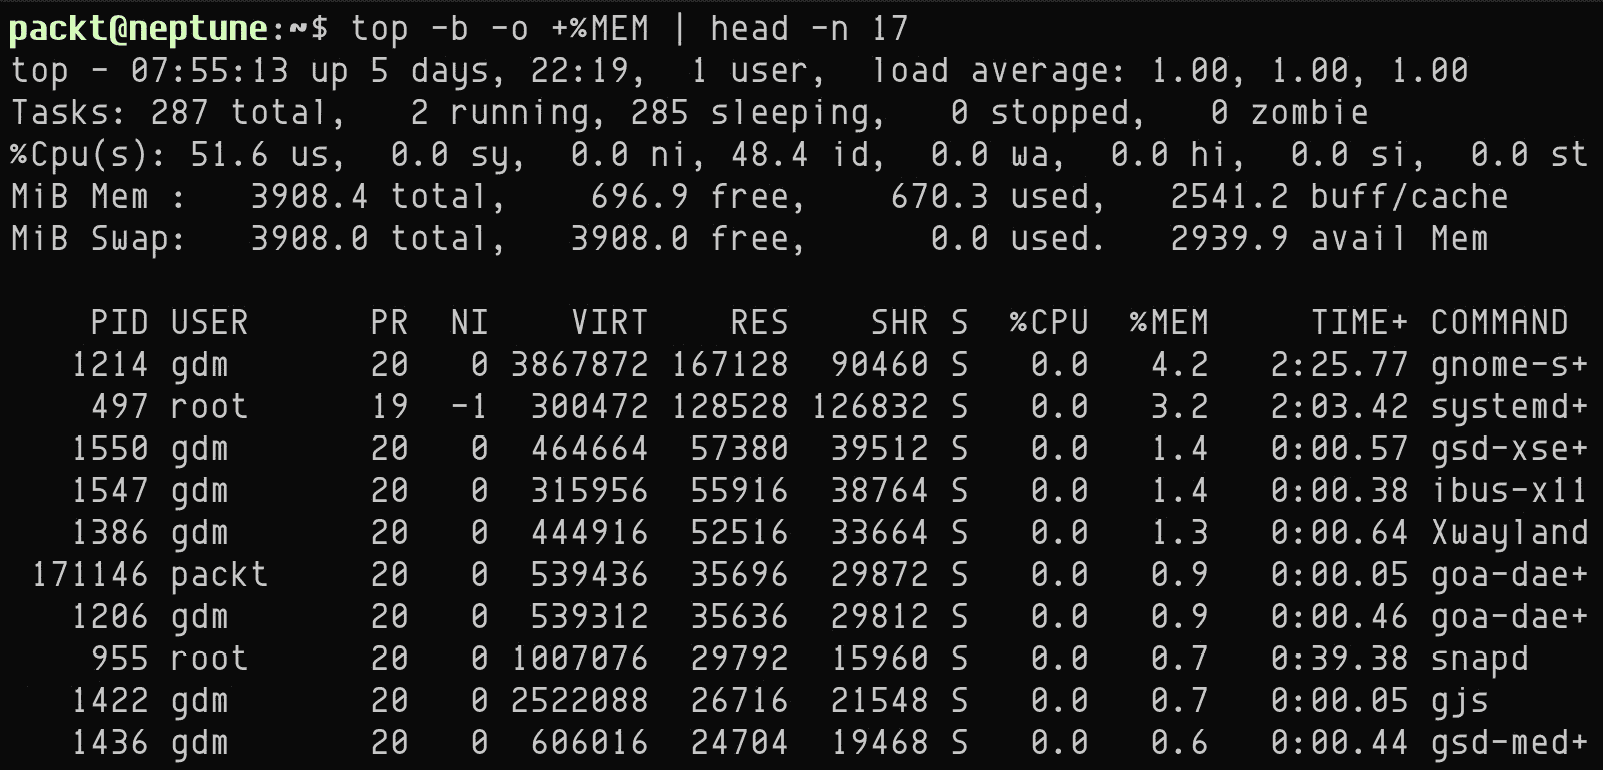 packt@neptune:~$ top -b -o +%MEM | head -n 17
top - 07:55:13 up 5 days, 22:19,  1 user,  load average: 1.00, 1.00, 1.00
Tasks: 287 total,   2 running, 285 sleeping,   0 stopped,   0 zombie
%Cpu(s): 51.6 us,  0.0 sy,  0.0 ni, 48.4 id,  0.0 wa,  0.0 hi,  0.0 si,  0.0 st
MiB Mem :   3908.4 total,    696.9 free,    670.3 used,   2541.2 buff/cache
MiB Swap:   3908.0 total,   3908.0 free,      0.0 used.   2939.9 avail Mem
    PID USER      PR  NI    VIRT    RES    SHR S  %CPU  %MEM     TIME+ COMMAND
   1214 gdm       20   0 3867872 167128  90460 S   0.0   4.2   2:25.77 gnome-s+
    497 root      19  -1  300472 128528 126832 S   0.0   3.2   2:03.42 systemd+
   1550 gdm       20   0  464664  57380  39512 S   0.0   1.4   0:00.57 gsd-xse+
   1547 gdm       20   0  315956  55916  38764 S   0.0   1.4   0:00.38 ibus-x11
   1386 gdm       20   0  444916  52516  33664 S   0.0   1.3   0:00.64 Xwayland
 171146 packt     20   0  539436  35696  29872 S   0.0   0.9   0:00.05 goa-dae+
   1206 gdm       20   0  539312  35636  29812 S   0.0   0.9   0:00.46 goa-dae+
    955 root      20   0 1007076  29792  15960 S   0.0   0.7   0:39.38 snapd
   1422 gdm       20   0 2522088  26716  21548 S   0.0   0.7   0:00.05 gjs
   1436 gdm       20   0  606016  24704  19468 S   0.0   0.6   0:00.44 gsd-med+